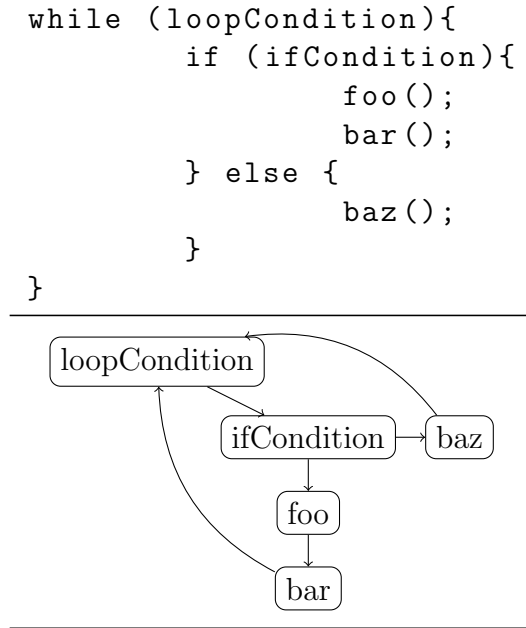 while (loopCondition){
if (ifCondition){
foo();
bar();
} else {
baz();
}
}
loopCondition
ifCondition baz
foo
bar